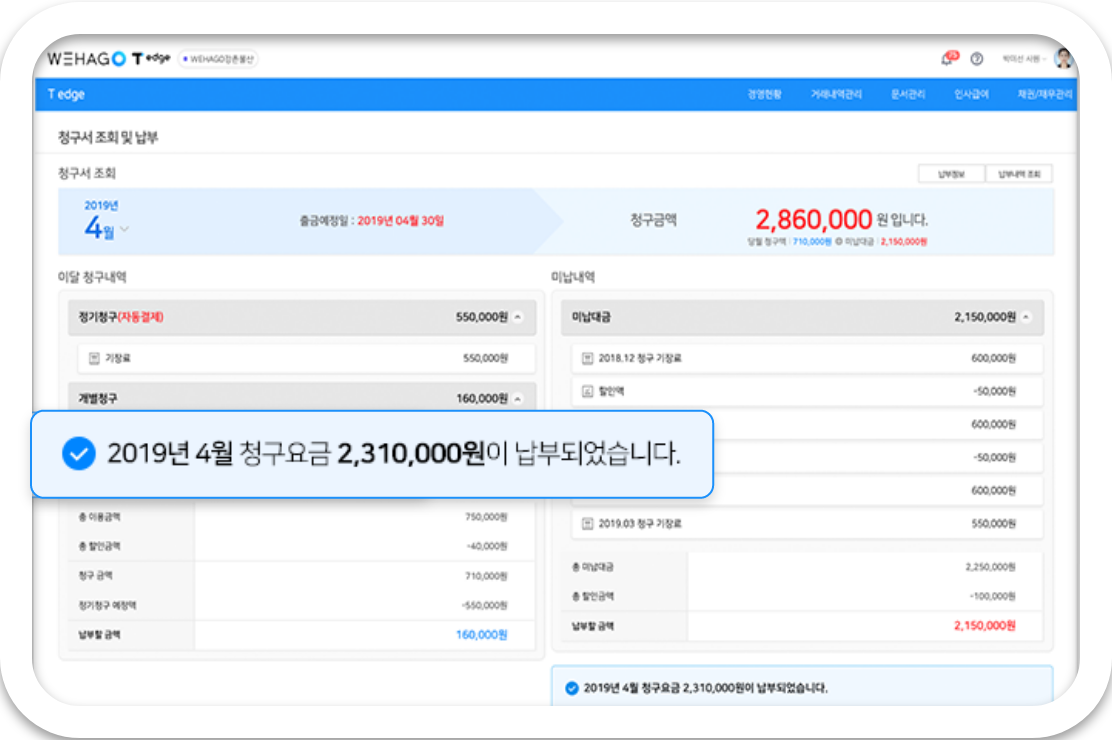 WEHAGO T edge WEHAGO강촌물산 25 ? 박미선 사원
T edge 경영현황 거래내역관리 문서관리 인사급여 채권/채무관리
청구서 조회 및 납부
청구서 조회 납부정보 납부내역 조회
2019년
4월 출금예정일 : 2019년 04월 30일 청구금액 2,860,000 원 입니다.
당월 청구액 : 710,000원 미납대금 : 2,150,000원
이달 청구내역 미납내역
정기청구(자동결제) 550,000원 미납대금 2,150,000원
기장료 550,000원 2018.12 청구 기장료 600,000원
할인액 -50,000원
개별청구 160,000원
600,000원
2019년 4월 청구요금 2,310,000원이 납부되었습니다.
-50,000원
600,000원
총 이용금액 750,000원 2019.03 청구 기장료 550,000원
총 할인금액 -40,000원
청구 금액 710,000원 총 미납대금 2,250,000원
정기청구 예정액 -550,000원 총 할인금액 -100,000원
납부할 금액 160,000원 납부할 금액 2,150,000원
2019년 4월 청구요금 2,310,000원이 납부되었습니다.